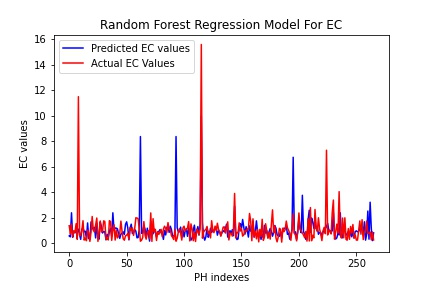 Random Forest Regression Model For EC
Predicted EC values
Actual EC Values
EC values
16
14
12
10
8
6
4
2
0
0 50 100 150 200 250
PH indexes